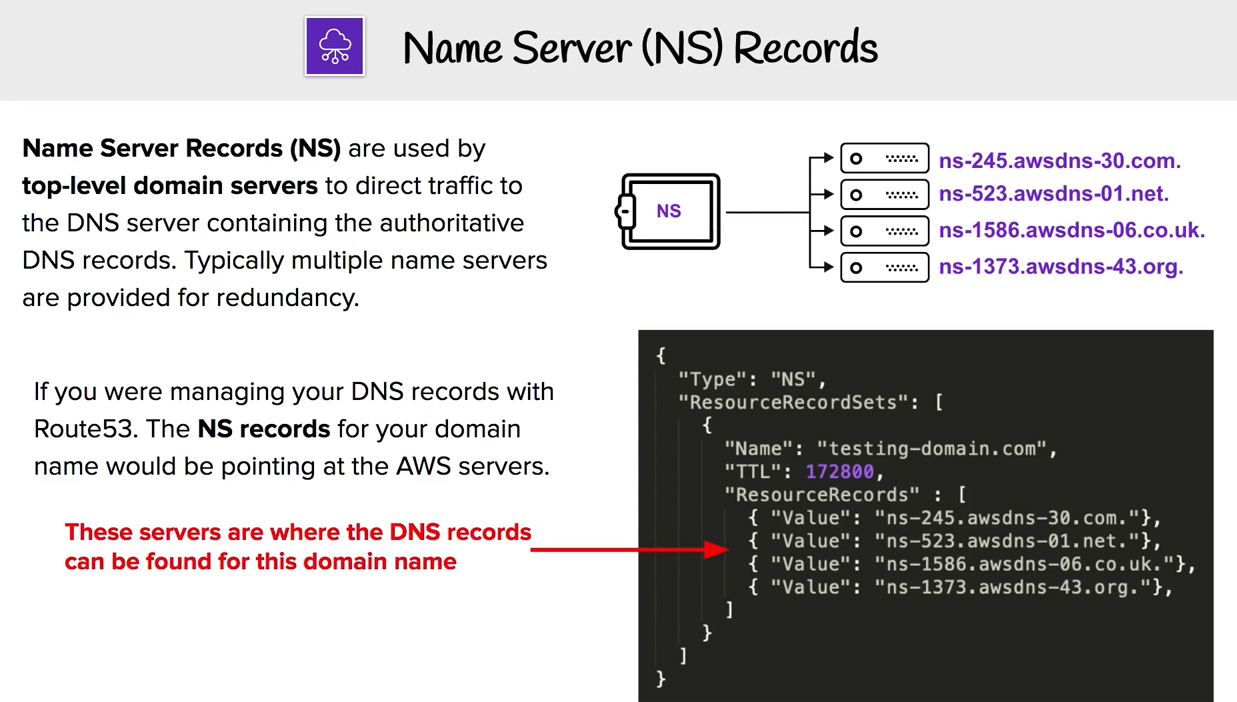 Name Server (NS) Records
Name Server Records (NS) are used by
top-level domain servers to direct traffic to
the DNS server containing the authoritative
DNS records. Typically multiple name servers
are provided for redundancy.
NS
ns-245.awsdns-30.com.
ns-523.awsdns-01.net.
ns-1586.awsdns-06.co.uk.
ns-1373.awsdns-43.org.
If you were managing your DNS records with
Route53. The NS records for your domain
name would be pointing at the AWS servers.
These servers are where the DNS records
can be found for this domain name
{
"Type": "NS",
"ResourceRecordSets": [
{
"Name": "testing-domain.com",
"TTL": 172800,
"ResourceRecords" : [
{ "Value": "ns-245.awsdns-30.com."},
{ "Value": "ns-523.awsdns-01.net."},
{ "Value": "ns-1586.awsdns-06.co.uk."},
{ "Value": "ns-1373.awsdns-43.org."},
]
}
]
}